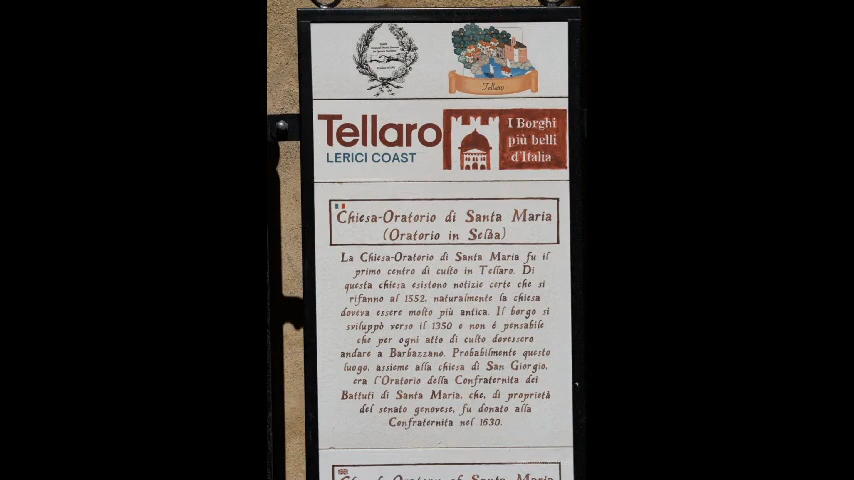 Tellaro
Tellaro
LERICI COAST
I Borghi
più belli
d'Italia
Chiesa-Oratorio di Santa Maria
(Oratorio in Selàa)
La Chiesa-Oratorio di Santa Maria fu il
primo centro di culto in Tellaro. Di
questa chiesa esistono notizie certe che si
rifanno al 1552, naturalmente la chiesa
doveva essere molto più antica. Il borgo si
sviluppò verso il 1350 e non é pensabile
che per ogni atto di culto dovessero
andare a Barbazzano. Probabilmente questo
luogo, assieme alla chiesa di San Giorgio,
era l'Oratorio della Confraternita dei
Battuti di Santa Maria, che, di proprietà
del senato genovese, fu donato alla
Confraternita nel 1630.